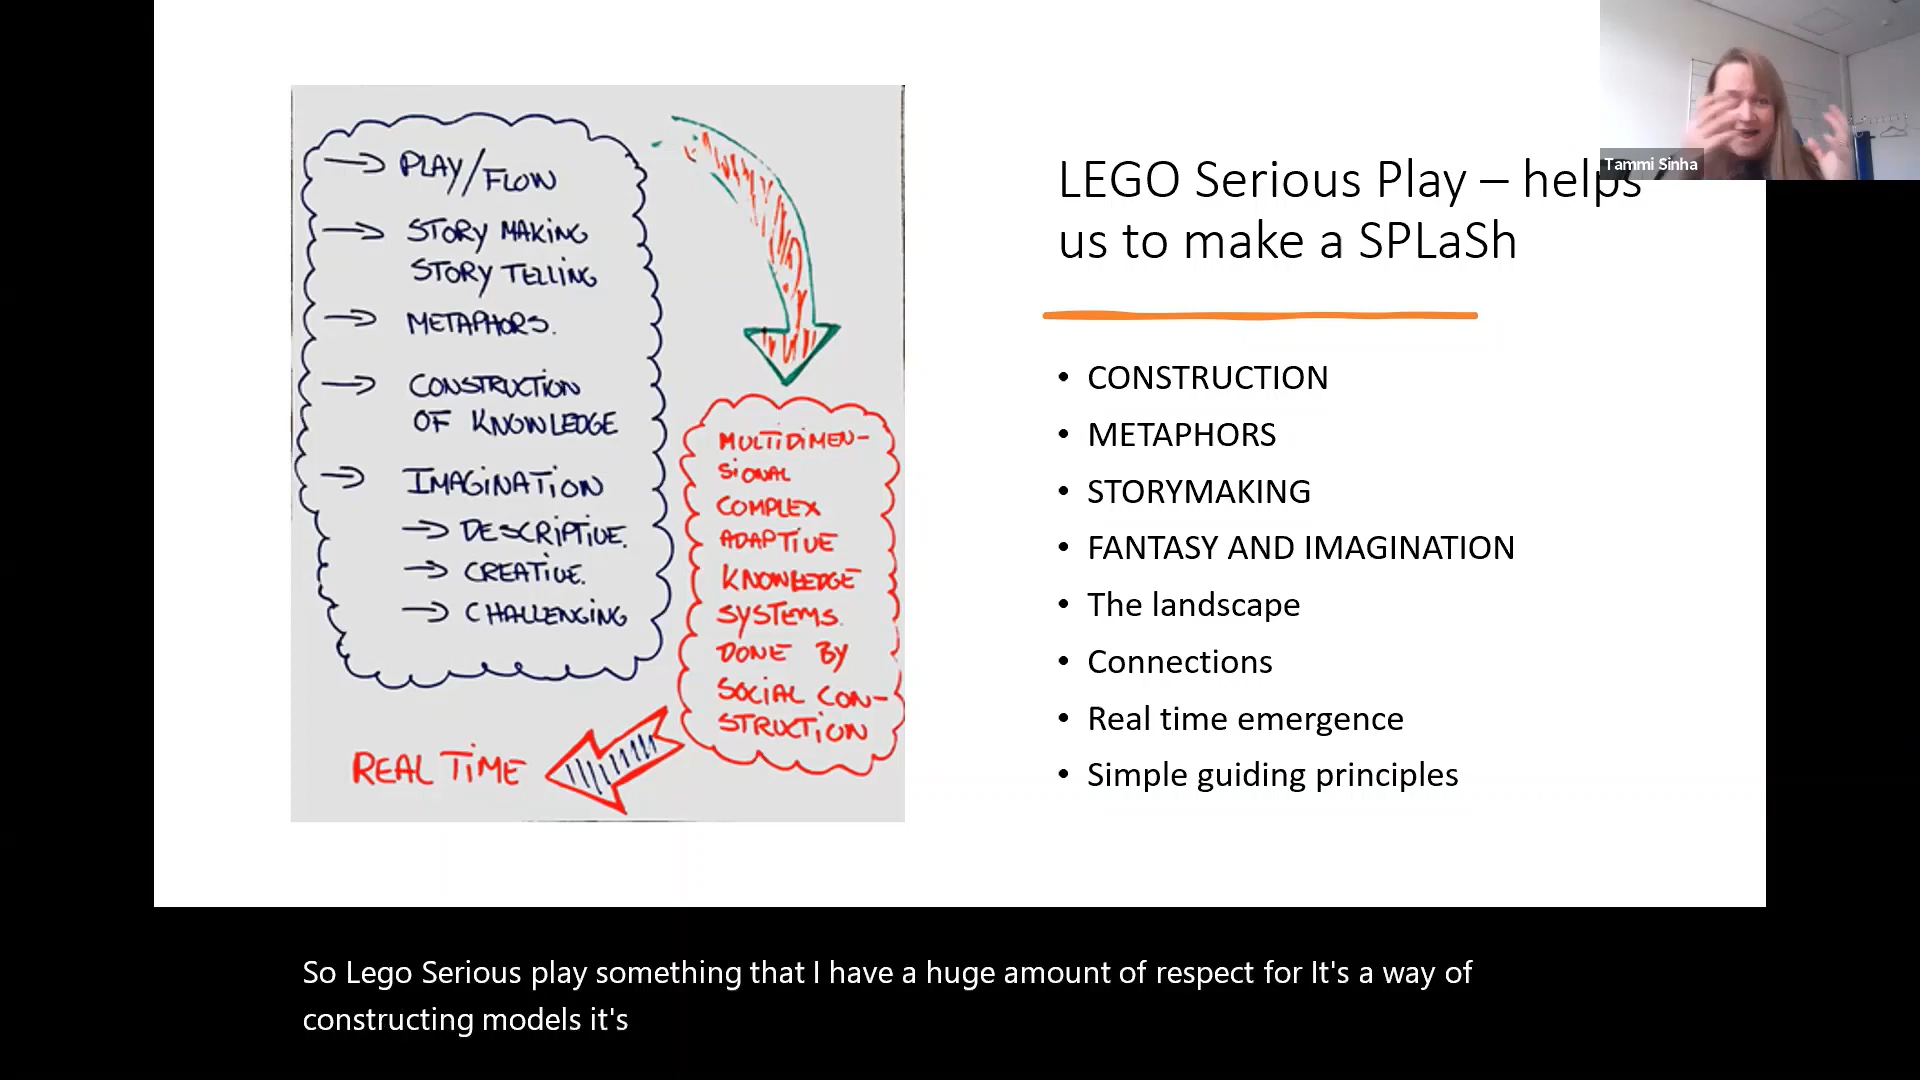 PLAY/FLOW
STORY MAKING
STORY TELLING
METAPHORS.
CONSTRUCTION
OF KNOWLEDGE
IMAGINATION
DESCRIPTIVE.
CREATIVE.
CHALLENGING
MULTIDIMEN-
SIONAL
COMPLEX
ADAPTIVE
KNOWLEDGE
SYSTEMS.
DONE BY
SOCIAL CON-
STRUCTION
REAL TIME
LEGO Serious Play – helps
us to make a SPLaSh
• CONSTRUCTION
• METAPHORS
• STORYMAKING
• FANTASY AND IMAGINATION
• The landscape
• Connections
• Real time emergence
• Simple guiding principles
Tammi Sinha
So Lego Serious play something that I have a huge amount of respect for It's a way of
constructing models it's